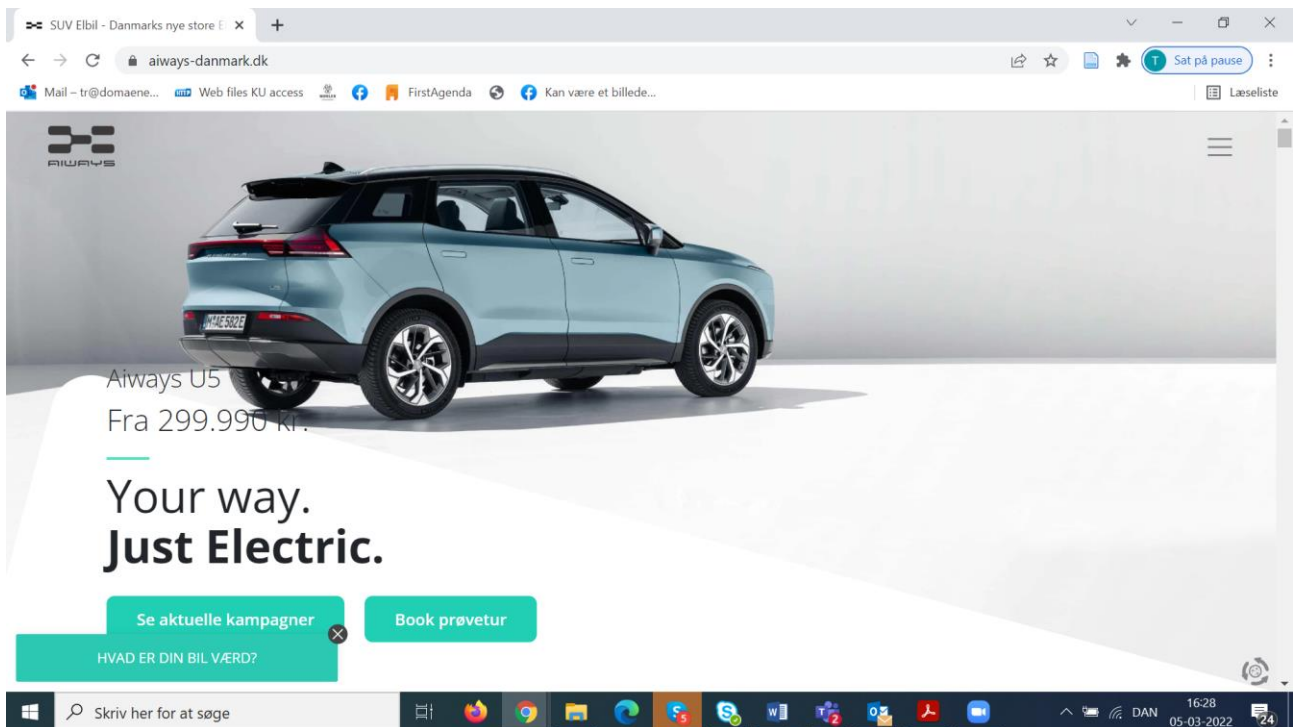 SUV Elbil - Danmarks nye store E
aiways-danmark.dk
Sat på pause
T
Mail – tr@domaene...
Web files KU access
FirstAgenda
Kan være et billede...
Læseliste
AIWAYS
U5
M AE 582E
Aiways U5
Fra 299.990 kr.
Your way.
Just Electric.
Se aktuelle kampagner
Book prøvetur
HVAD ER DIN BIL VÆRD?
Skriv her for at søge
DAN
16:28
05-03-2022
24